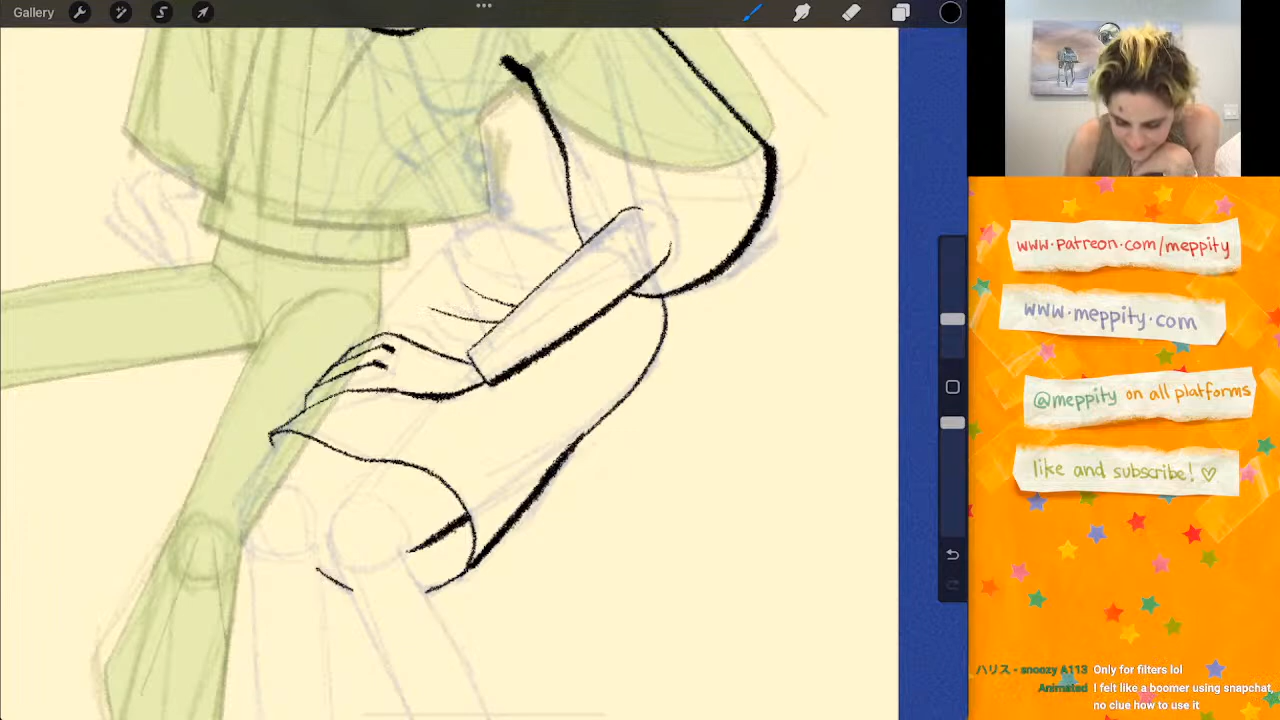 Gallery
www.patreon.com/meppity
www.meppity.com
@meppity on all platforms
like and subscribe! ♡
ハリス - snoozy A113 Only for filters lol
Animated I felt like a boomer using snapchat,
no clue how to use it